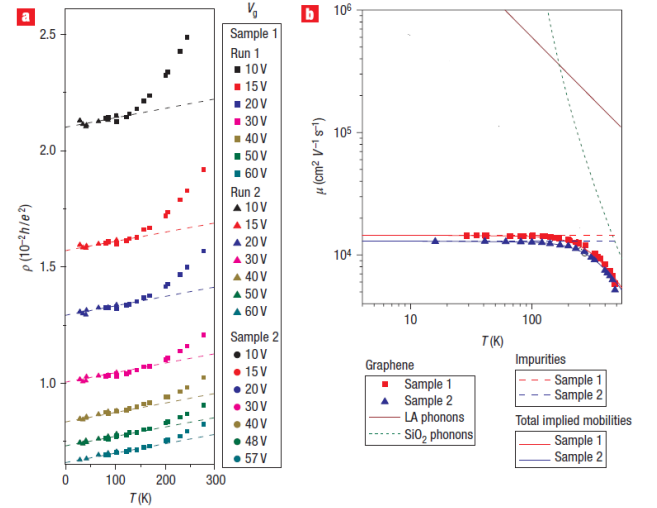 a
V_g
ρ (10⁻² h/e²)
2.5
2.0
1.5
1.0
0
100
200
300
T (K)
Sample 1
Run 1
10 V
15 V
20 V
30 V
40 V
50 V
60 V
Run 2
10 V
15 V
20 V
30 V
40 V
50 V
60 V
Sample 2
10 V
15 V
20 V
30 V
40 V
48 V
57 V
b
μ (cm² V⁻¹ s⁻¹)
10⁶
10⁵
10⁴
10
100
T (K)
Graphene
Sample 1
Sample 2
LA phonons
SiO₂ phonons
Impurities
Sample 1
Sample 2
Total implied mobilities
Sample 1
Sample 2